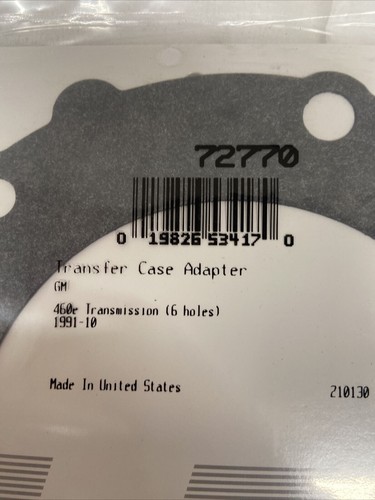 72770
0 19826 53417 0
Transfer Case Adapter
GM
460e Transmission (6 holes)
1991-10
Made In United States
210130